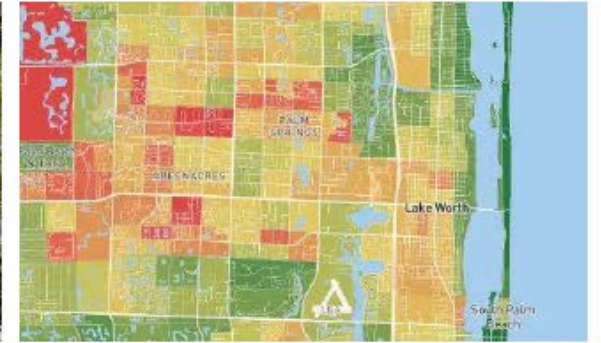 PALM
SPRINGS
GREENACRES
Lake Worth
South Palm
Beach